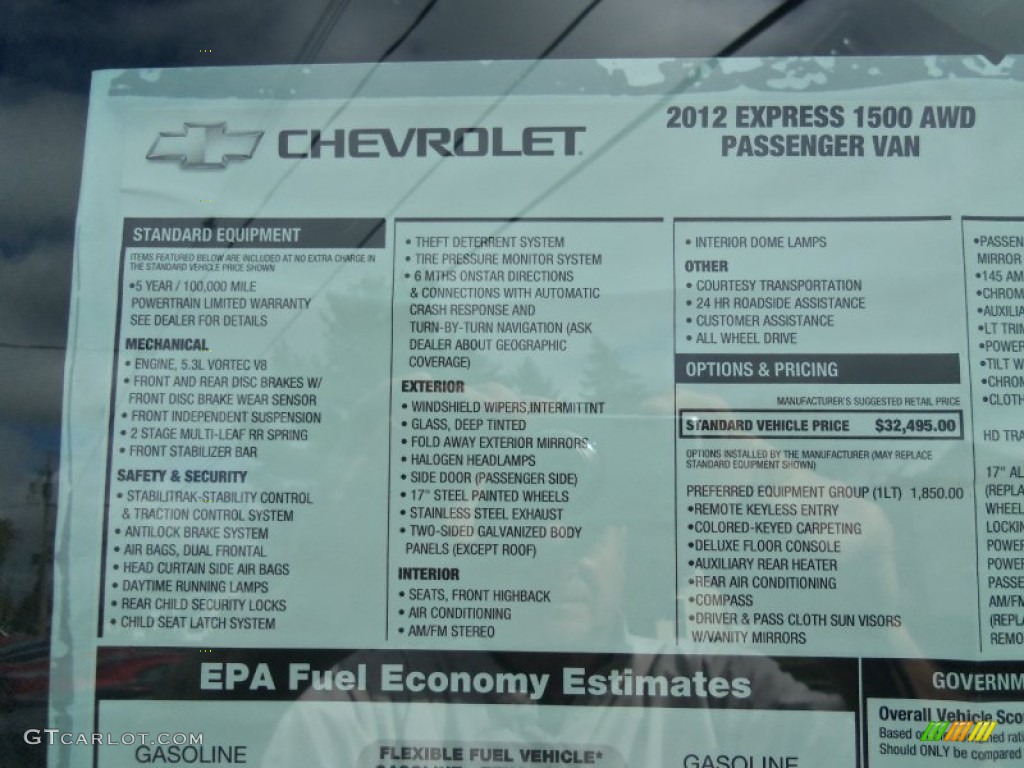 CHEVROLET
2012 EXPRESS 1500 AWD
PASSENGER VAN
STANDARD EQUIPMENT
ITEMS FEATURED BELOW ARE INCLUDED AT NO EXTRA CHARGE IN
THE STANDARD VEHICLE PRICE SHOWN
•5 YEAR / 100,000 MILE
POWERTRAIN LIMITED WARRANTY
SEE DEALER FOR DETAILS
MECHANICAL
• ENGINE, 5.3L VORTEC V8
• FRONT AND REAR DISC BRAKES W/
FRONT DISC BRAKE WEAR SENSOR
• FRONT INDEPENDENT SUSPENSION
• 2 STAGE MULTI-LEAF RR SPRING
• FRONT STABILIZER BAR
SAFETY & SECURITY
• STABILITRAK-STABILITY CONTROL
& TRACTION CONTROL SYSTEM
• ANTILOCK BRAKE SYSTEM
• AIR BAGS, DUAL FRONTAL
• HEAD CURTAIN SIDE AIR BAGS
• DAYTIME RUNNING LAMPS
• REAR CHILD SECURITY LOCKS
• CHILD SEAT LATCH SYSTEM
• THEFT DETERRENT SYSTEM
• TIRE PRESSURE MONITOR SYSTEM
• 6 MTHS ONSTAR DIRECTIONS
& CONNECTIONS WITH AUTOMATIC
CRASH RESPONSE AND
TURN-BY-TURN NAVIGATION (ASK
DEALER ABOUT GEOGRAPHIC
COVERAGE)
EXTERIOR
• WINDSHIELD WIPERS,INTERMITTNT
• GLASS, DEEP TINTED
• FOLD AWAY EXTERIOR MIRRORS
• HALOGEN HEADLAMPS
• SIDE DOOR (PASSENGER SIDE)
• 17" STEEL PAINTED WHEELS
• STAINLESS STEEL EXHAUST
• TWO-SIDED GALVANIZED BODY
PANELS (EXCEPT ROOF)
INTERIOR
• SEATS, FRONT HIGHBACK
• AIR CONDITIONING
• AM/FM STEREO
• INTERIOR DOME LAMPS
OTHER
• COURTESY TRANSPORTATION
• 24 HR ROADSIDE ASSISTANCE
• CUSTOMER ASSISTANCE
• ALL WHEEL DRIVE
OPTIONS & PRICING
MANUFACTURER'S SUGGESTED RETAIL PRICE
STANDARD VEHICLE PRICE $32,495.00
OPTIONS INSTALLED BY THE MANUFACTURER (MAY REPLACE
STANDARD EQUIPMENT SHOWN)
PREFERRED EQUIPMENT GROUP (1LT) 1,850.00
•REMOTE KEYLESS ENTRY
•COLORED-KEYED CARPETING
•DELUXE FLOOR CONSOLE
•AUXILIARY REAR HEATER
•REAR AIR CONDITIONING
•COMPASS
•DRIVER & PASS CLOTH SUN VISORS
W/VANITY MIRRORS
•PASSEN
MIRROR
•145 AM
•CHROM
•AUXILIA
•LT TRIM
•POWER
•TILT W
•CHROM
•CLOTH
HD TRA
17" AL
(REPLA
WHEEL
LOCKIN
POWER
POWER
PASSE
AM/FM
(REPLA
REMO
EPA Fuel Economy Estimates
GASOLINE
FLEXIBLE FUEL VEHICLE*
GASOLINE
GOVERNM
Overall Vehicle Sco
Should ONLY be compared
GTCARLOT.COM